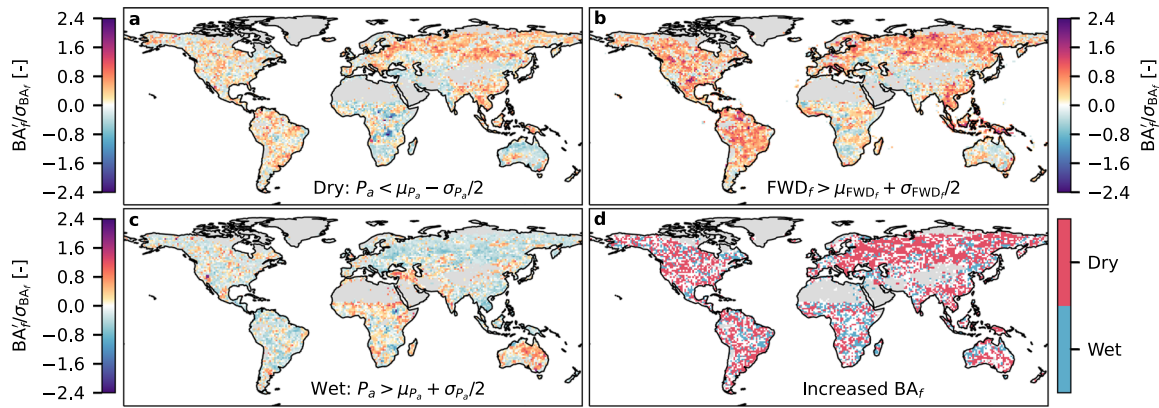 a
2.4
1.6
0.8
0.0
−0.8
−1.6
−2.4
BA′f/σBAf [-]
Dry: Pa < μPa − σPa/2
b
2.4
1.6
0.8
0.0
−0.8
−1.6
−2.4
BA′f/σBAf [-]
FWDf > μFWDf + σFWDf/2
c
2.4
1.6
0.8
0.0
−0.8
−1.6
−2.4
BA′f/σBAf [-]
Wet: Pa > μPa + σPa/2
d
Increased BAf
Dry
Wet